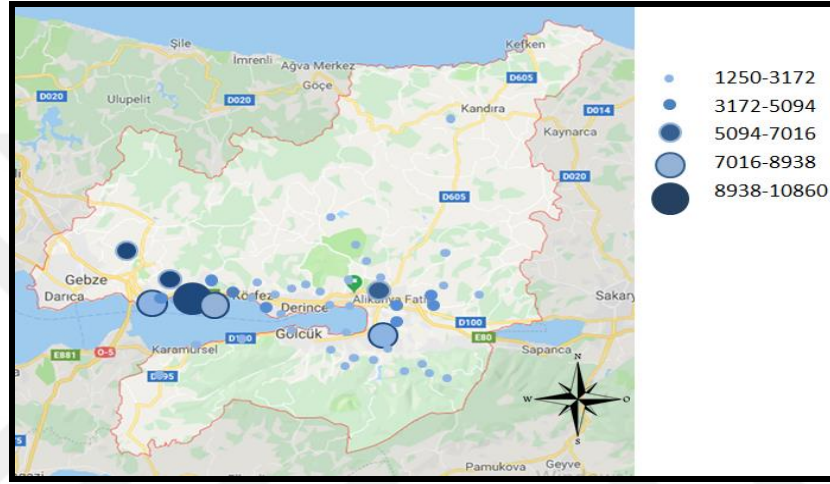 Şile
İmrenli
Ağva Merkez
Kefken
Göçe
D605
D020
Ulupelit
D020
Kandıra
D014
Kaynarca
D020
D605
Gebze
Darıca
Körfez
Derince
Alikahya Fati
Sakary
D100
D100
Gölcük
E881
O-5
Karamürsel
E80
Sapanca
D595
Pamukova
Geyve
N
W
O
S
1250-3172
3172-5094
5094-7016
7016-8938
8938-10860